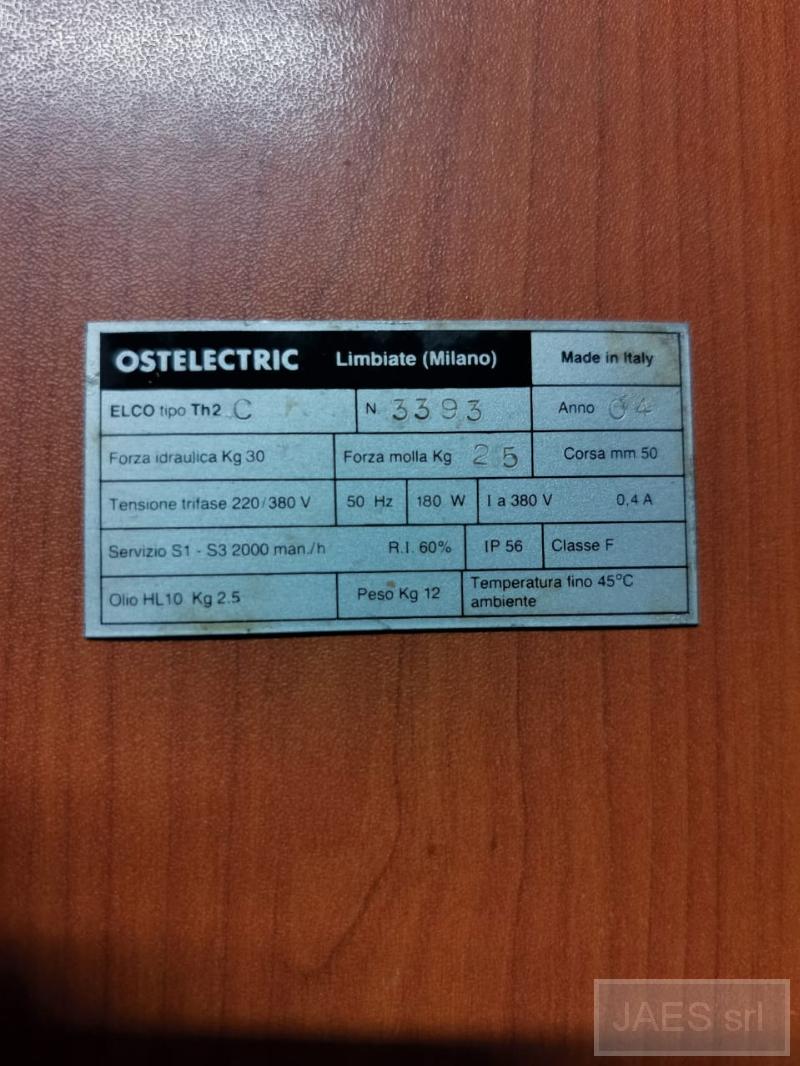 OSTELECTRIC Limbiate (Milano) Made in Italy
ELCO tipo Th2 C N 3393 Anno 04
Forza idraulica Kg 30 Forza molla Kg 25 Corsa mm 50
Tensione trifase 220/380 V 50 Hz 180 W I a 380 V 0,4 A
Servizio S1 - S3 2000 man./h R.I. 60% IP 56 Classe F
Olio HL10 Kg 2.5 Peso Kg 12 Temperatura fino 45°C
ambiente
JAES srl